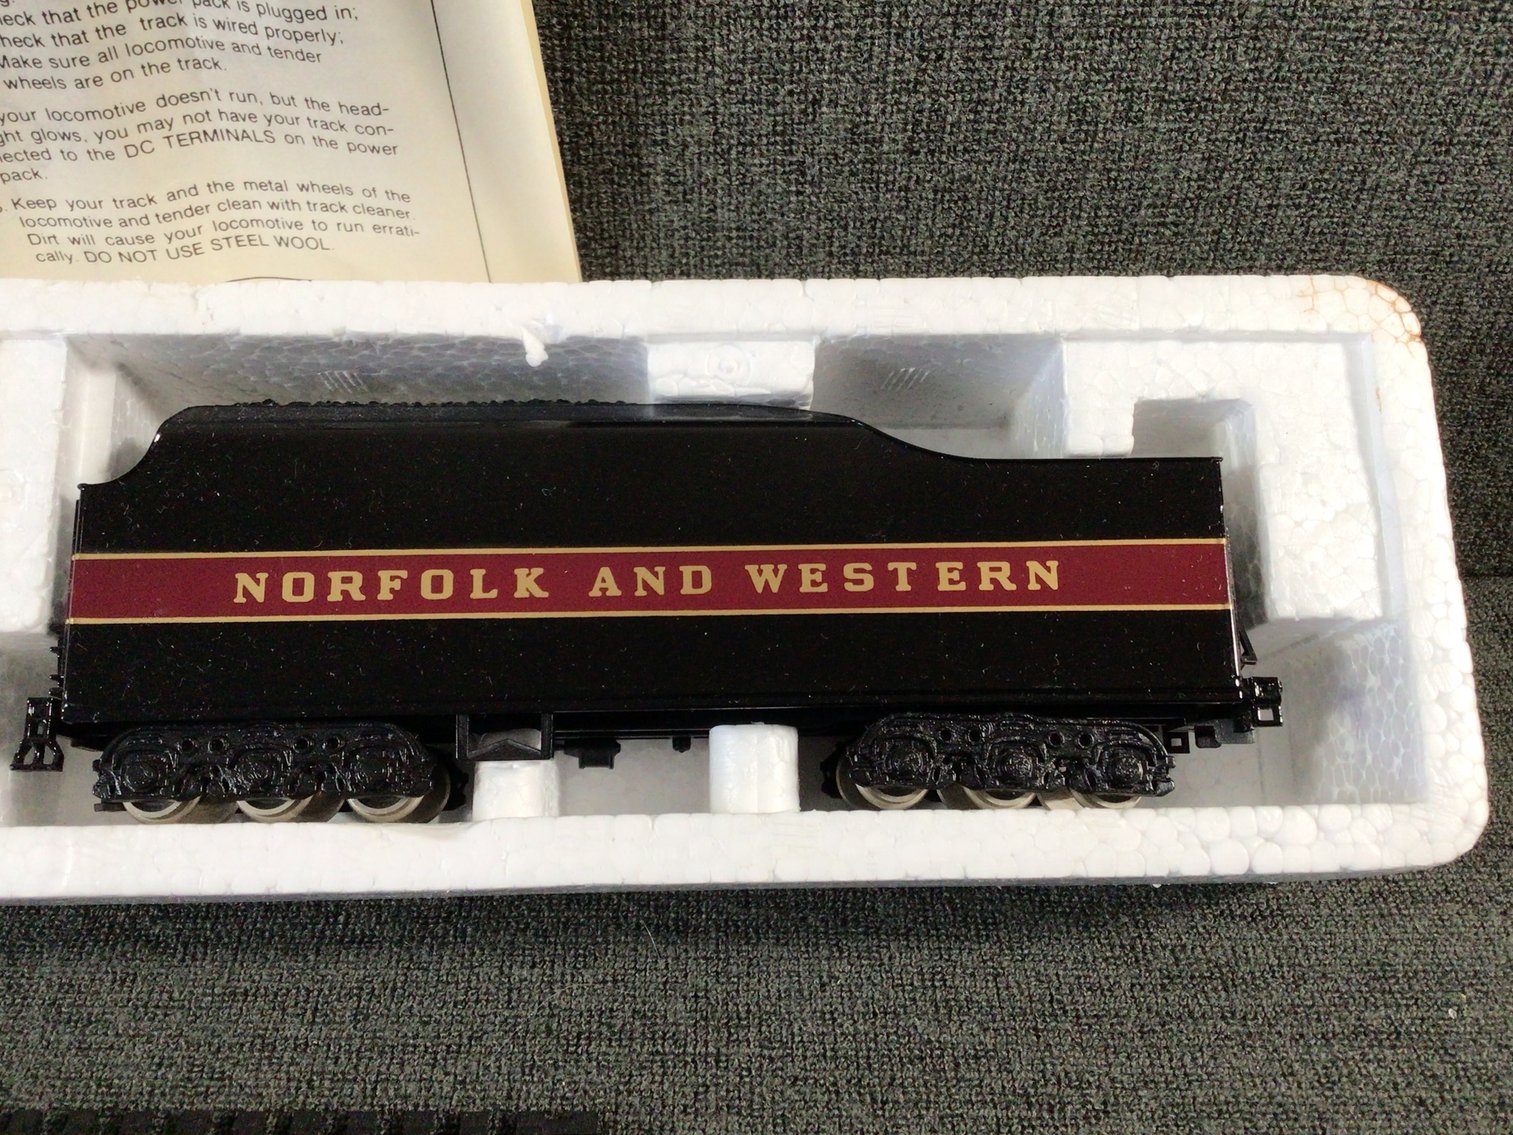 eck that the power pack is plugged in;
heck that the track is wired properly;
Make sure all locomotive and tender
wheels are on the track.
your locomotive doesn't run, but the head-
ght glows, you may not have your track con-
ected to the DC TERMINALS on the power
pack.
Keep your track and the metal wheels of the
locomotive and tender clean with track cleaner.
Dirt will cause your locomotive to run errati-
cally. DO NOT USE STEEL WOOL.
NORFOLK AND WESTERN